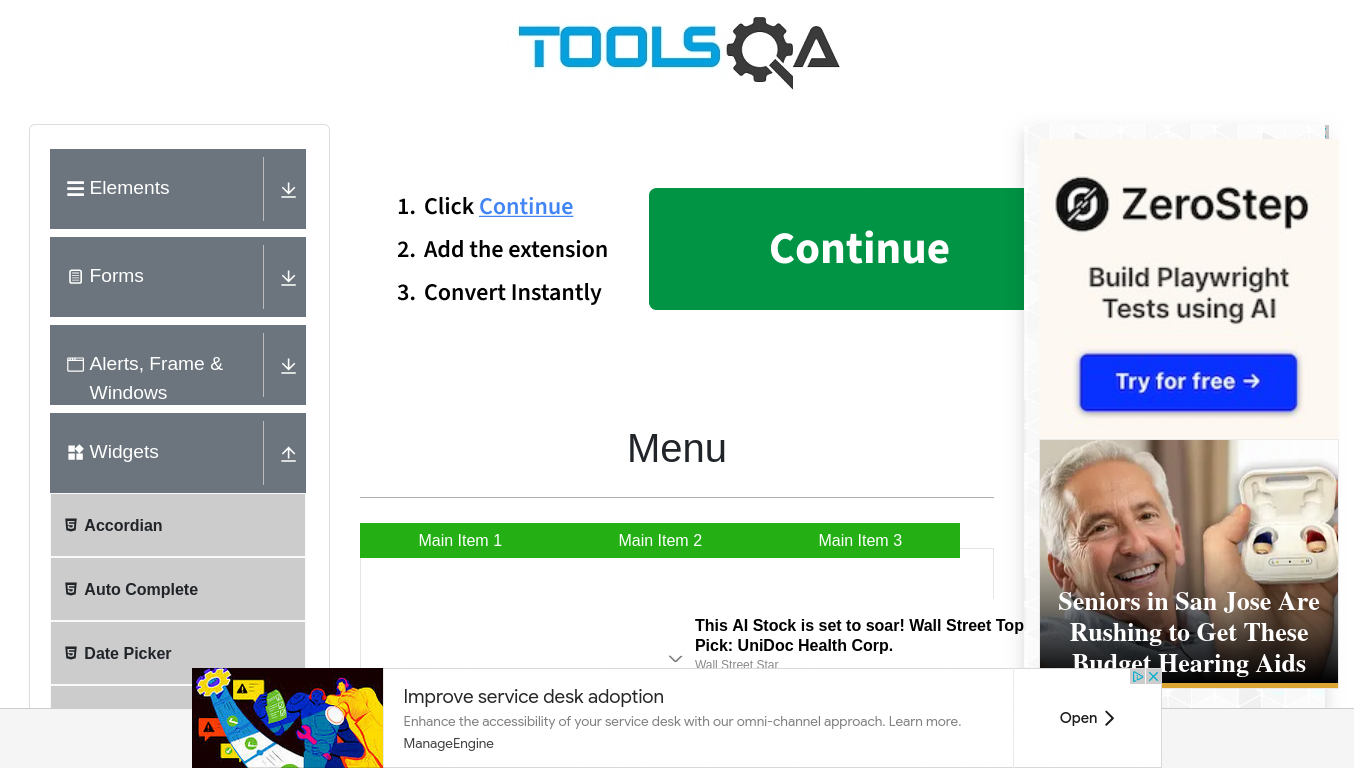 TOOLSQA
Elements
Forms
Alerts, Frame &
Windows
Widgets
Accordian
Auto Complete
Date Picker
1. Click Continue
2. Add the extension
3. Convert Instantly
Continue
Menu
Main Item 1
Main Item 2
Main Item 3
This AI Stock is set to soar! Wall Street Top
Pick: UniDoc Health Corp.
Wall Street Star
ZeroStep
Build Playwright
Tests using AI
Try for free →
Seniors in San Jose Are
Rushing to Get These
Budget Hearing Aids
Improve service desk adoption
Enhance the accessibility of your service desk with our omni-channel approach. Learn more.
ManageEngine
Open